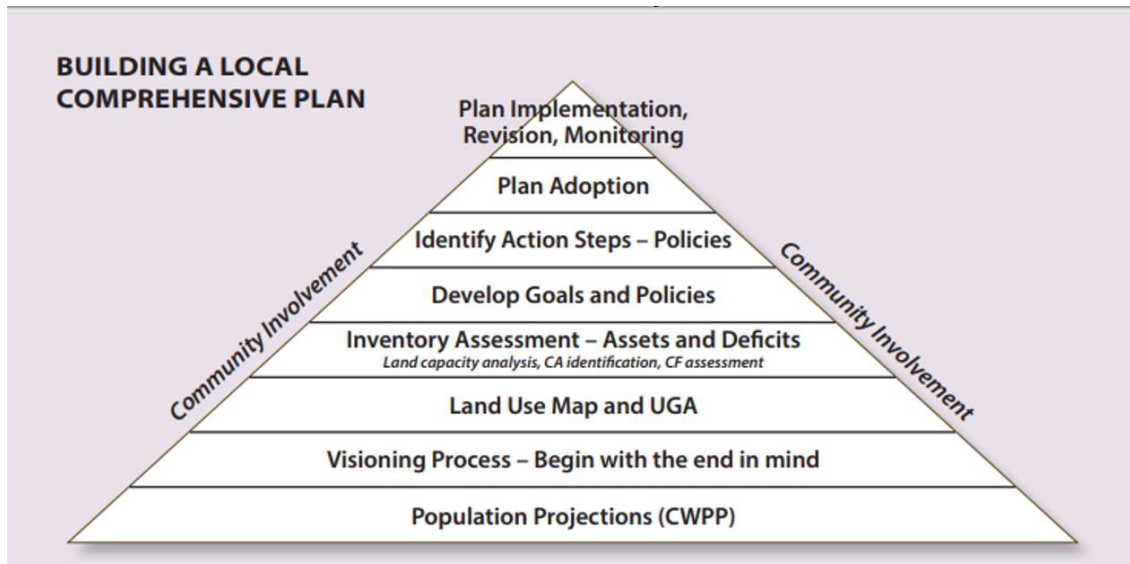 BUILDING A LOCAL
COMPREHENSIVE PLAN
Plan Implementation,
Revision, Monitoring
Plan Adoption
Identify Action Steps – Policies
Develop Goals and Policies
Inventory Assessment – Assets and Deficits
Land capacity analysis, CA identification, CF assessment
Land Use Map and UGA
Visioning Process – Begin with the end in mind
Population Projections (CWPP)
Community Involvement
Community Involvement